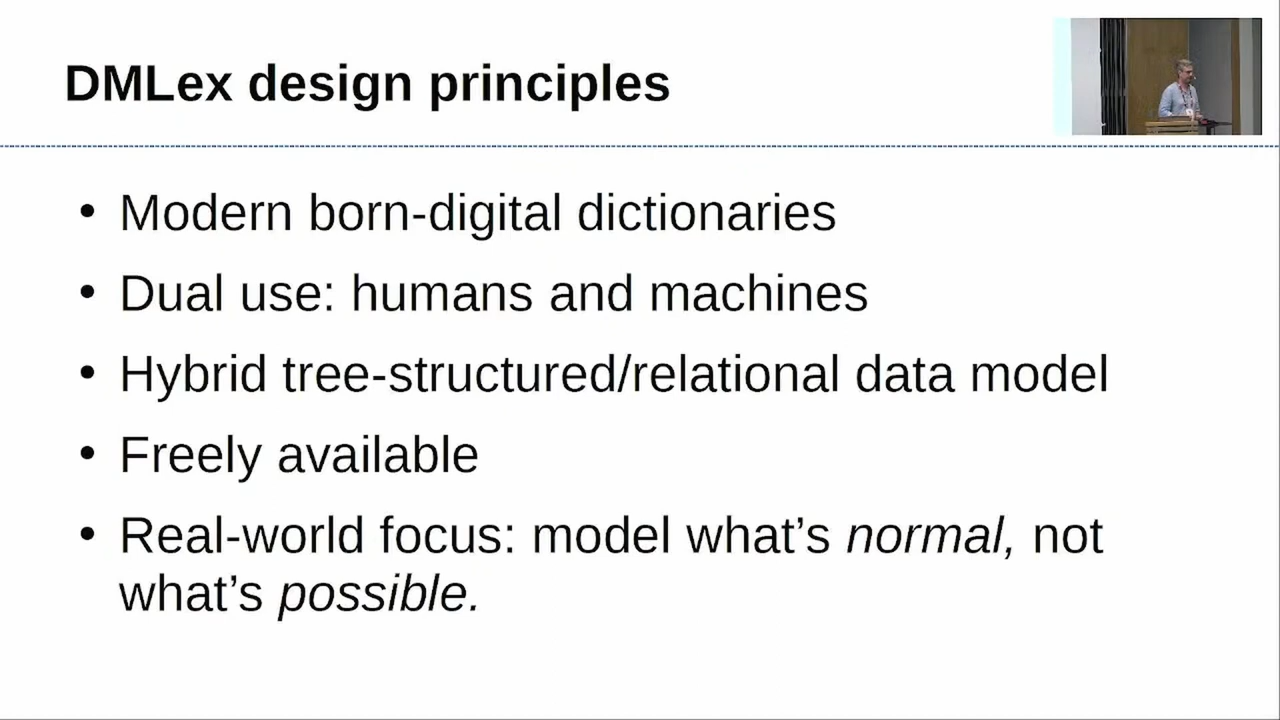 DMLex design principles
• Modern born-digital dictionaries
• Dual use: humans and machines
• Hybrid tree-structured/relational data model
• Freely available
• Real-world focus: model what’s normal, not
what’s possible.